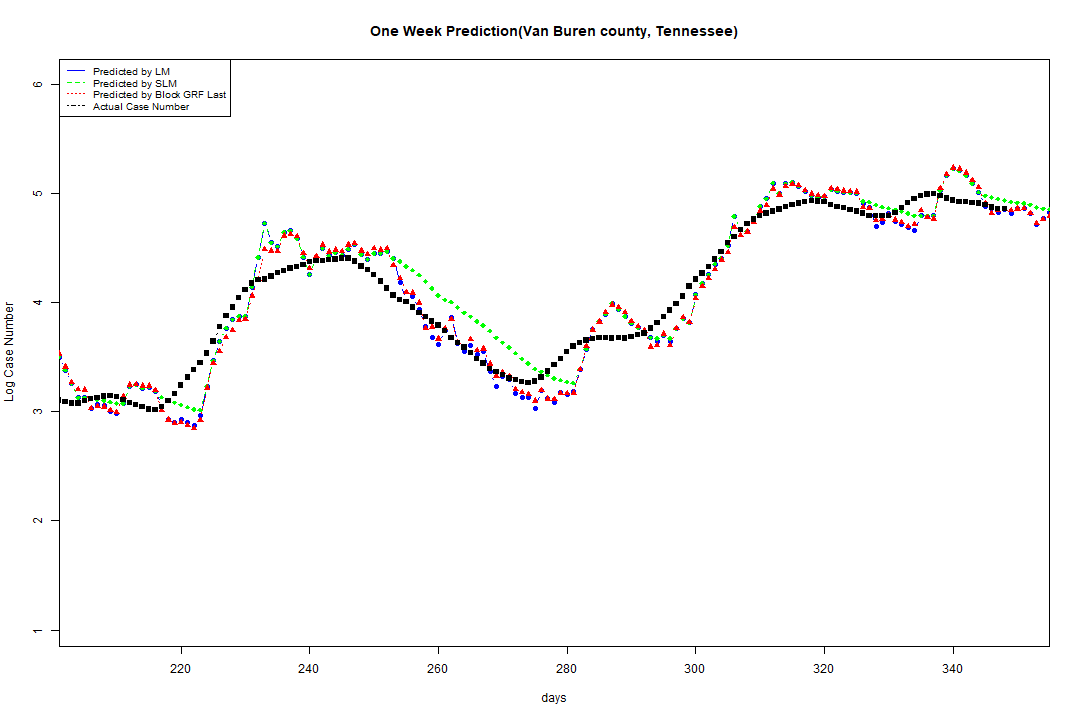 One Week Prediction(Van Buren county, Tennessee)
Predicted by LM
Predicted by SLM
Predicted by Block GRF Last
Actual Case Number
6
5
4
3
2
1
Log Case Number
220 240 260 280 300 320 340
days